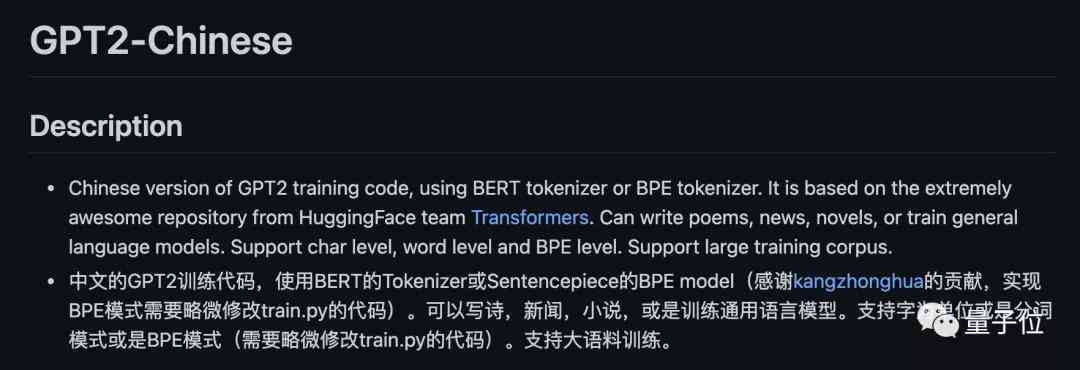 GPT2-Chinese
Description
• Chinese version of GPT2 training code, using BERT tokenizer or BPE tokenizer. It is based on the extremely
awesome repository from HuggingFace team Transformers. Can write poems, news, novels, or train general
language models. Support char level, word level and BPE level. Support large training corpus.
• 中文的GPT2训练代码，使用BERT的Tokenizer或Sentencepiece的BPE model（感谢kangzhonghua的贡献，实现
BPE模式需要略微修改train.py的代码）。可以写诗，新闻，小说，或是训练通用语言模型。支持字为单位或是分词
模式或是BPE模式（需要略微修改train.py的代码）。支持大语料训练。
量子位